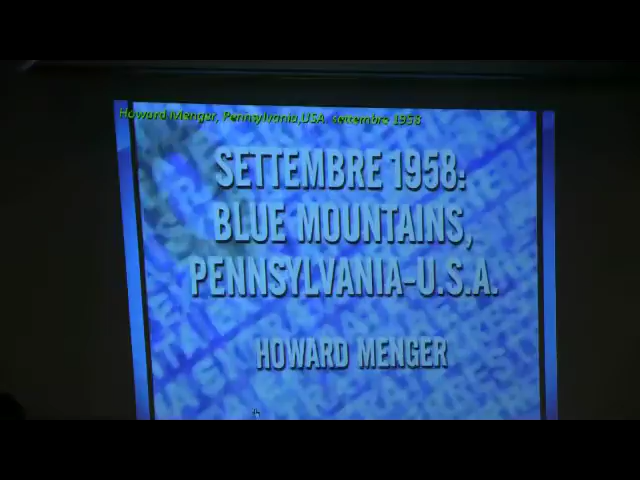 Howard Menger, Pennsylvania,USA. settembre 1958
SETTEMBRE 1958:
BLUE MOUNTAINS,
PENNSYLVANIA-U.S.A.
HOWARD MENGER